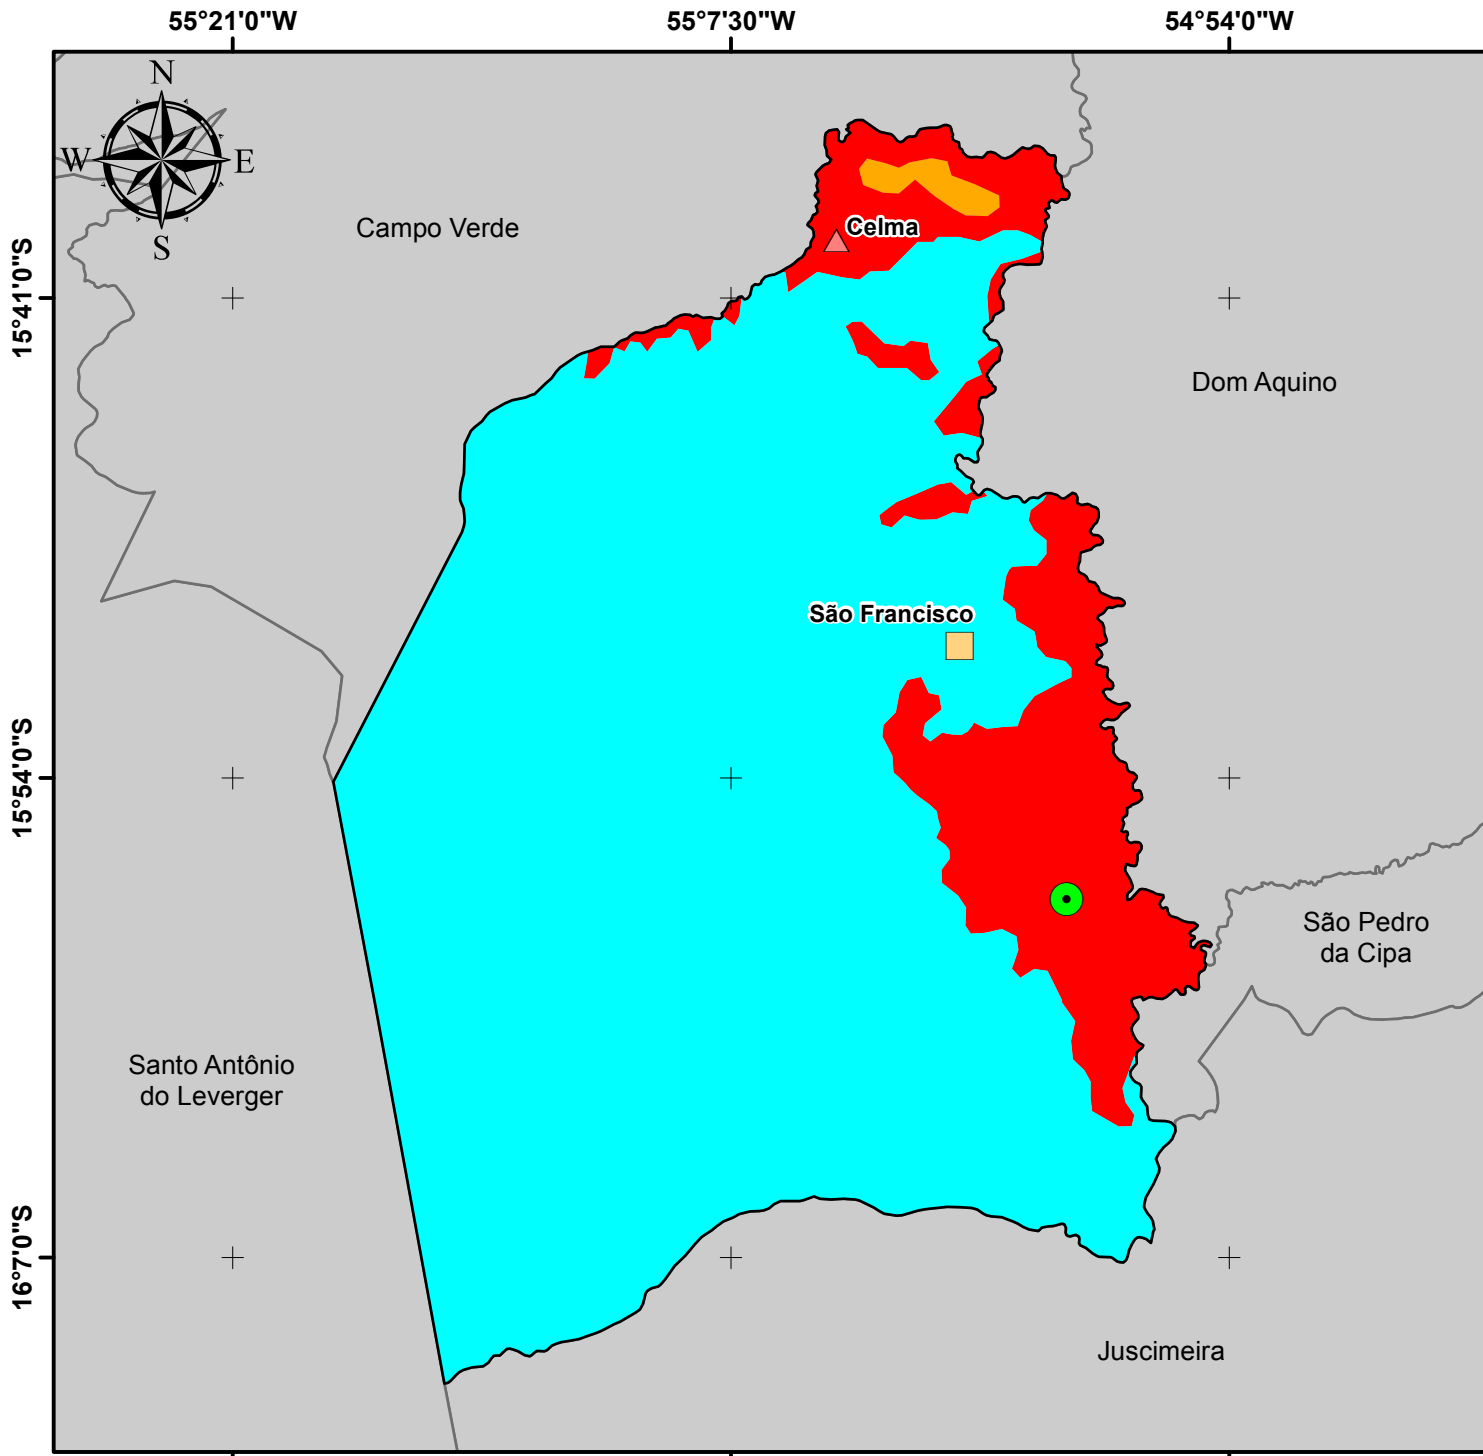 55°21'0"W
55°7'30"W
54°54'0"W
N
W
E
S
Campo Verde
Celma
15°41'0"S
Dom Aquino
São Francisco
15°54'0"S
São Pedro
da Cipa
Santo Antônio
do Leverger
16°7'0"S
Juscimeira